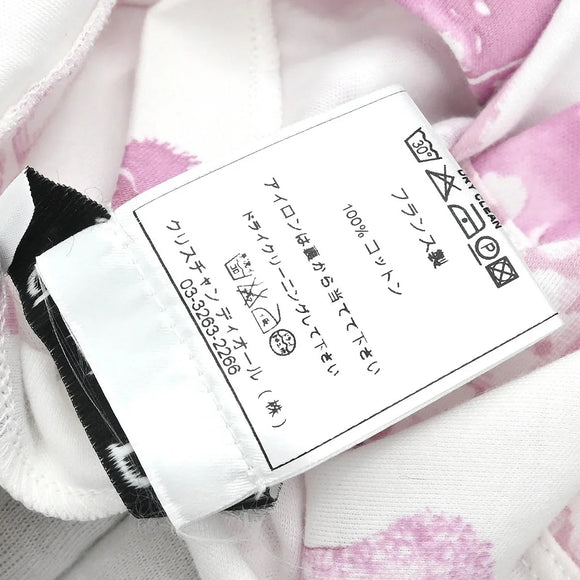 30°
DRY CLEAN
P
フランス製
100% コットン
アイロンは裏から当てて下さい
ドライクリーニングして下さい
クリスチャン ディオール（株）
03-3263-2266